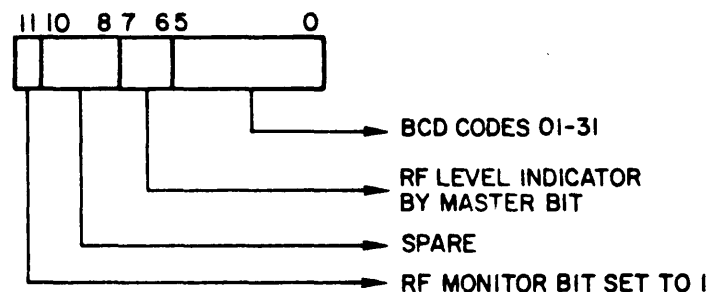 11 10 8 7 6 5 0
BCD CODES 01-31
RF LEVEL INDICATOR
BY MASTER BIT
SPARE
RF MONITOR BIT SET TO 1